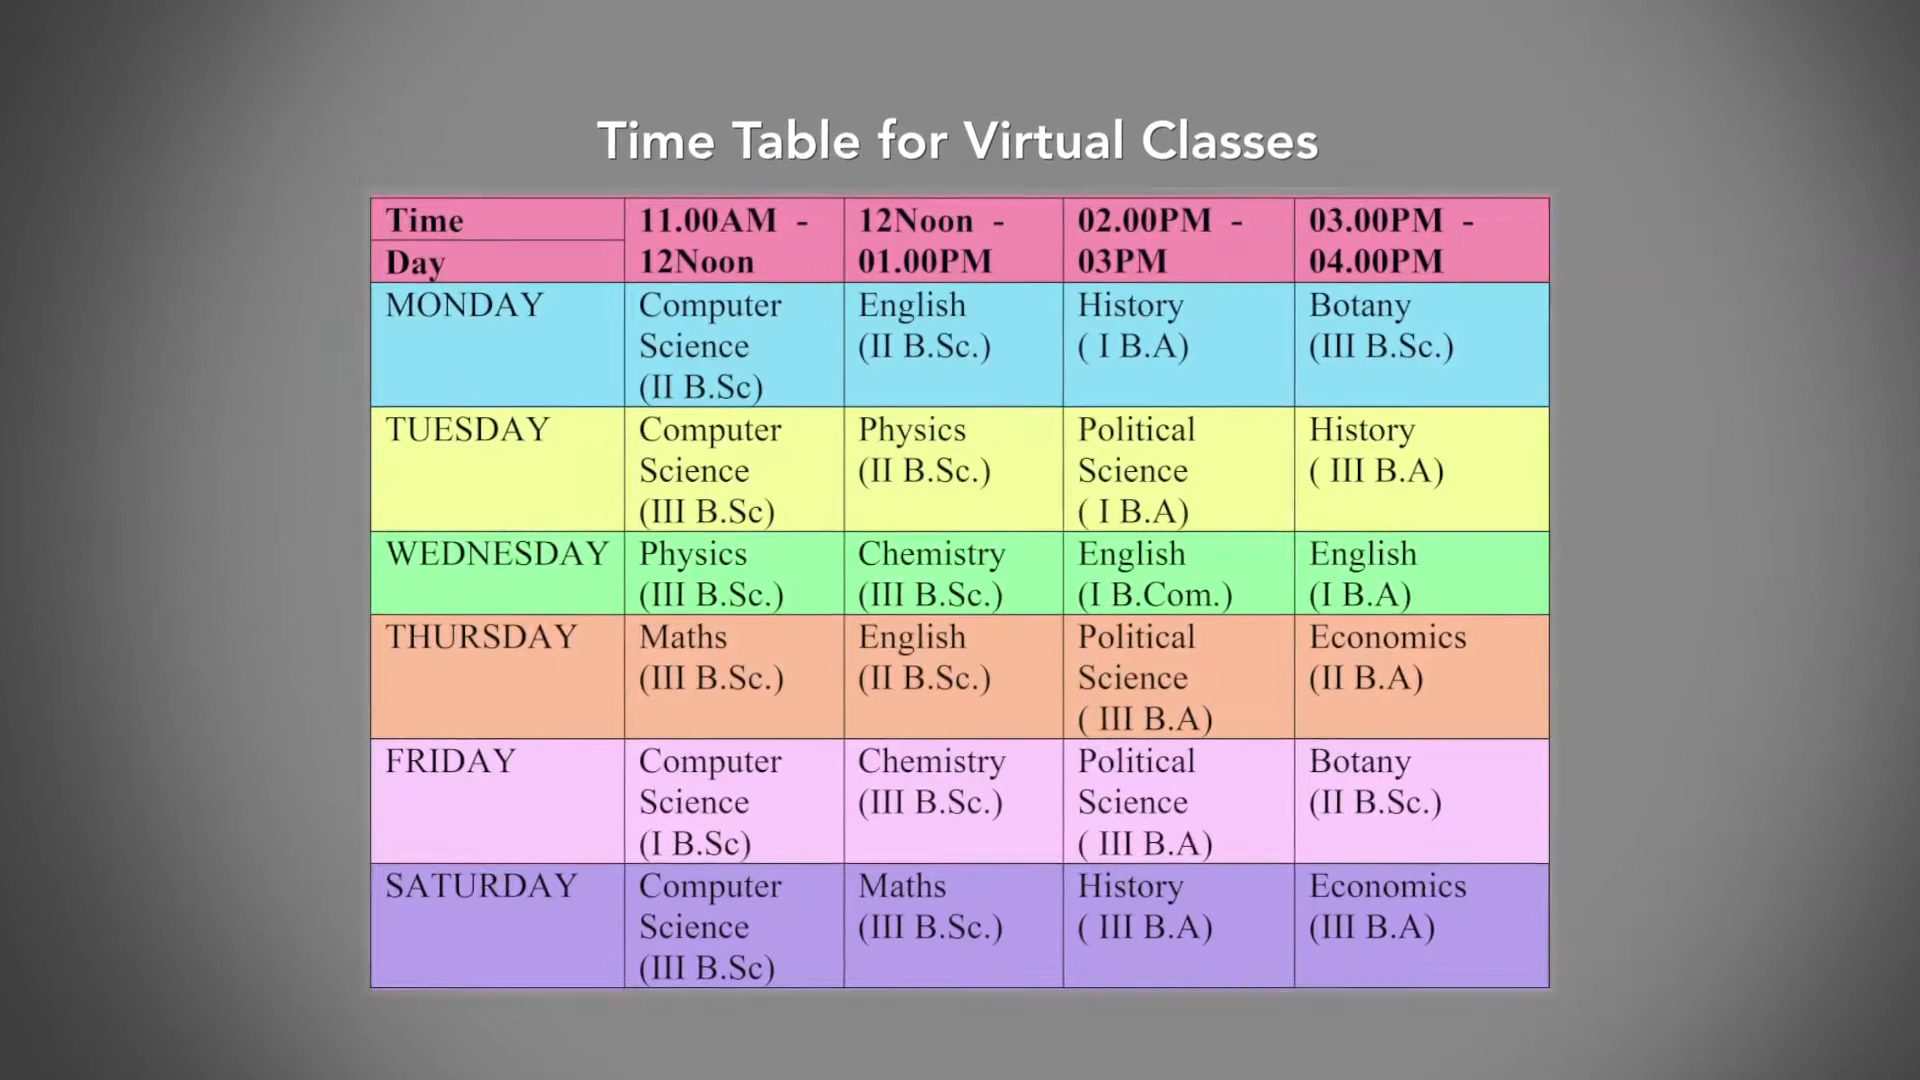 Time Table for Virtual Classes
Time
Day
11.00AM -
12Noon
12Noon -
01.00PM
02.00PM -
03PM
03.00PM -
04.00PM
MONDAY
Computer
Science
(II B.Sc)
English
(II B.Sc.)
History
( I B.A)
Botany
(III B.Sc.)
TUESDAY
Computer
Science
(III B.Sc)
Physics
(II B.Sc.)
Political
Science
( I B.A)
History
( III B.A)
WEDNESDAY
Physics
(III B.Sc.)
Chemistry
(III B.Sc.)
English
(I B.Com.)
English
(I B.A)
THURSDAY
Maths
(III B.Sc.)
English
(II B.Sc.)
Political
Science
( III B.A)
Economics
(II B.A)
FRIDAY
Computer
Science
(I B.Sc)
Chemistry
(III B.Sc.)
Political
Science
( III B.A)
Botany
(II B.Sc.)
SATURDAY
Computer
Science
(III B.Sc)
Maths
(III B.Sc.)
History
( III B.A)
Economics
(III B.A)